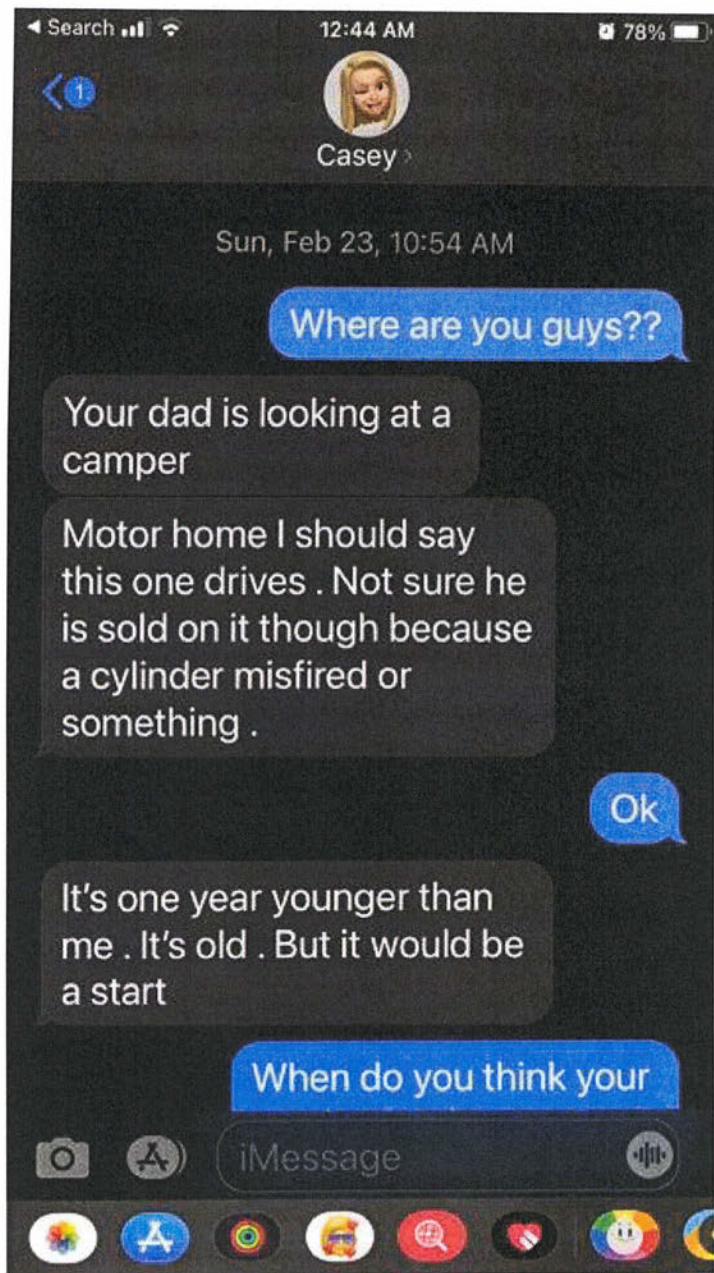 ◀ Search 12:44 AM 78%
1
Casey >
Sun, Feb 23, 10:54 AM
Where are you guys??
Your dad is looking at a
camper
Motor home I should say
this one drives . Not sure he
is sold on it though because
a cylinder misfired or
something .
Ok
It's one year younger than
me . It's old . But it would be
a start
When do you think your
iMessage